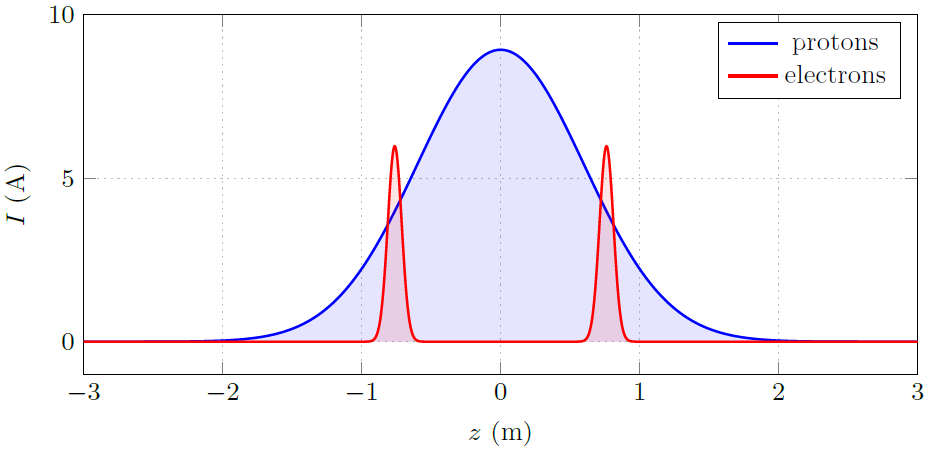 10
5
0
I (A)
protons
electrons
−3 −2 −1 0 1 2 3
z (m)